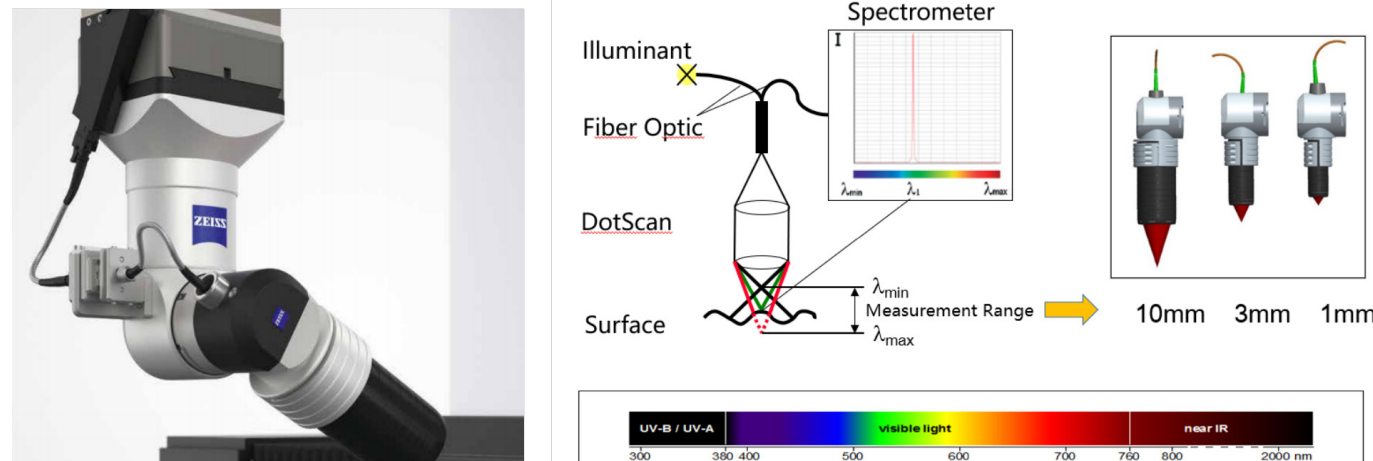 ZEISS
ZEISS
Spectrometer
I
Illuminant
Fiber Optic
λmin λ1 λmax
DotScan
λmin
Measurement Range
Surface
λmax
10mm 3mm 1mm
UV-B / UV-A visible light near IR
300 380 400 500 600 700 760 800 2000 nm